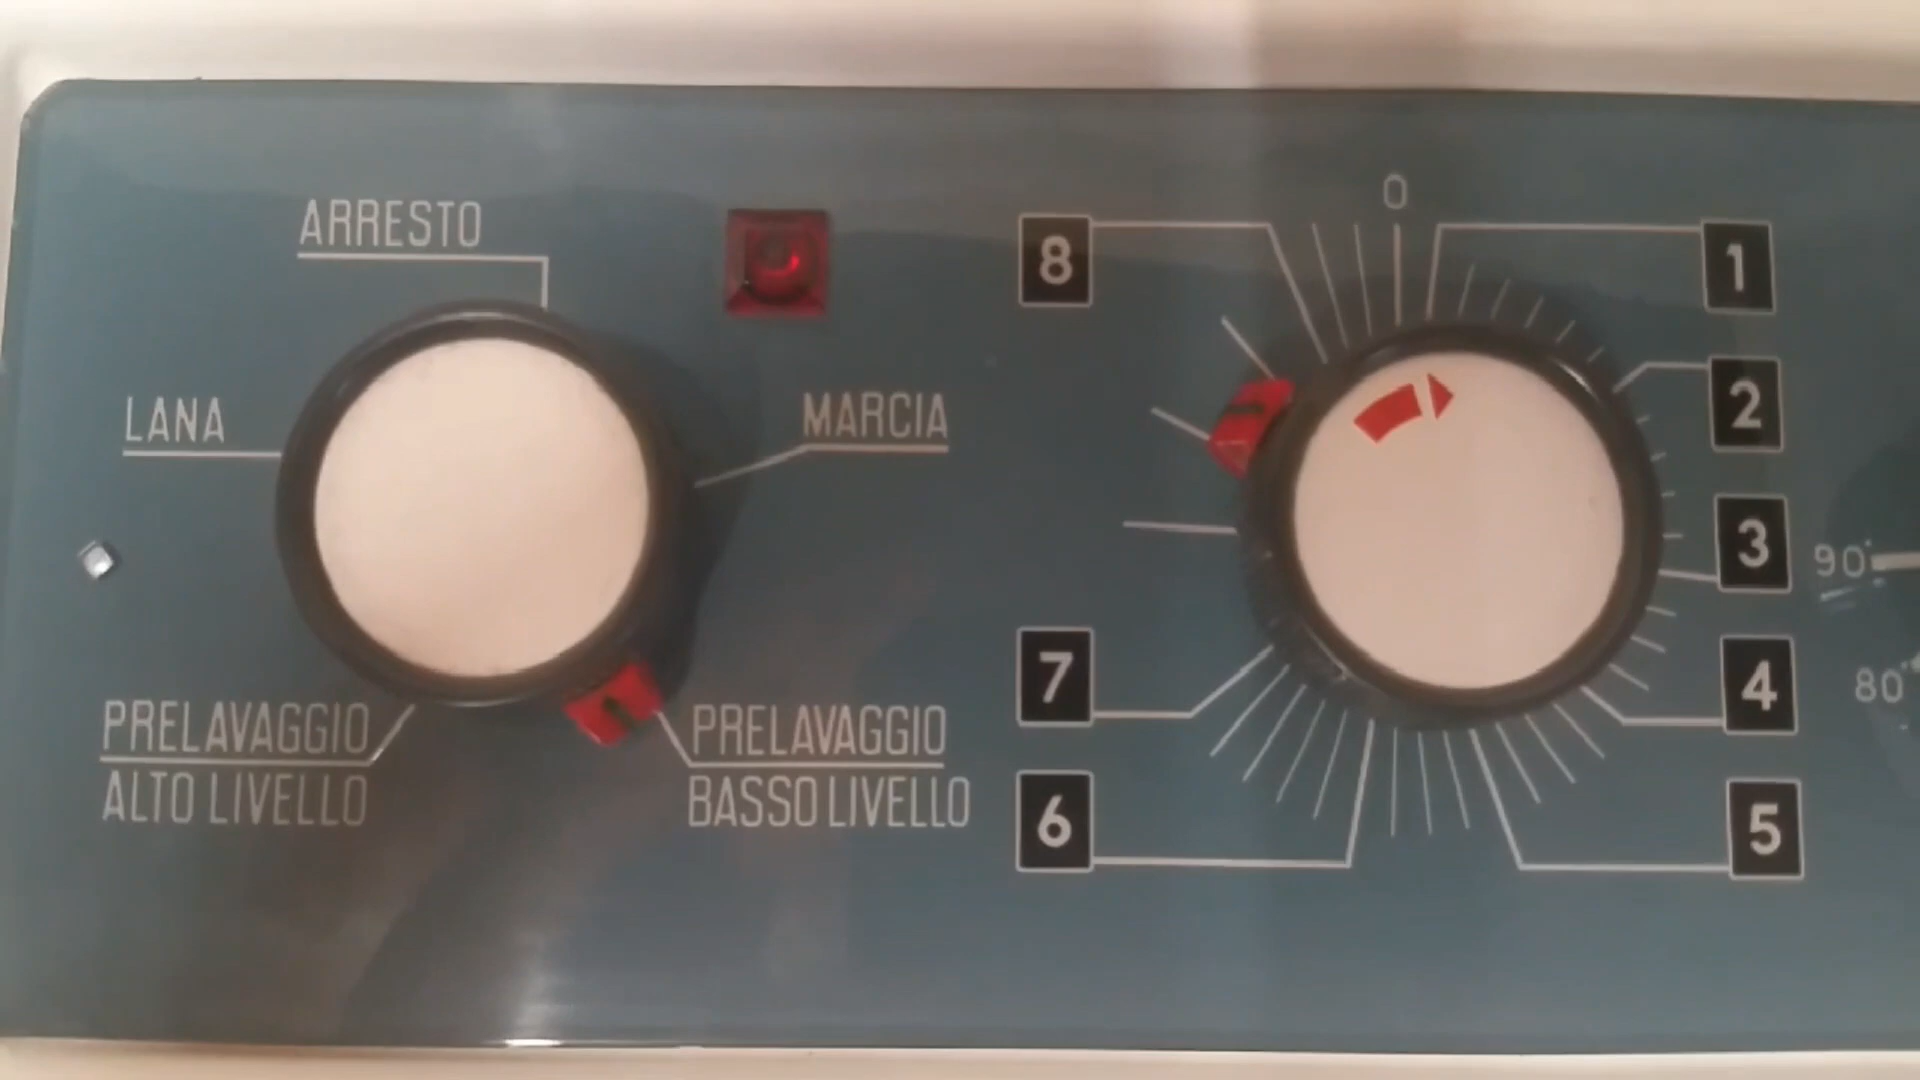 ARRESTO
LANA
MARCIA
PRELAVAGGIO
ALTO LIVELLO
PRELAVAGGIO
BASSO LIVELLO
0
8
1
2
3
7
4
6
5
90°
80°